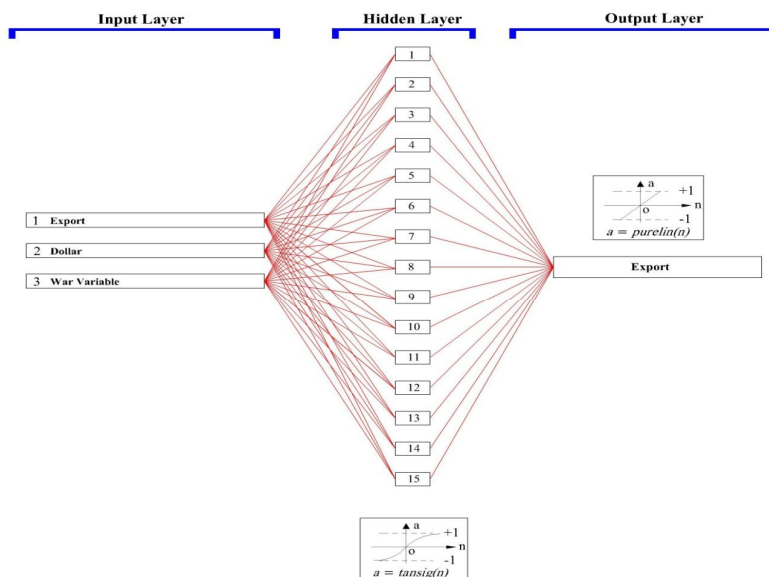 Input Layer
Hidden Layer
Output Layer
1
2
3
4
5
6
7
8
9
10
11
12
13
14
15
1 Export
2 Dollar
3 War Variable
a
+1
n
o
-1
a = purelin(n)
Export
a
+1
n
o
-1
a = tansig(n)